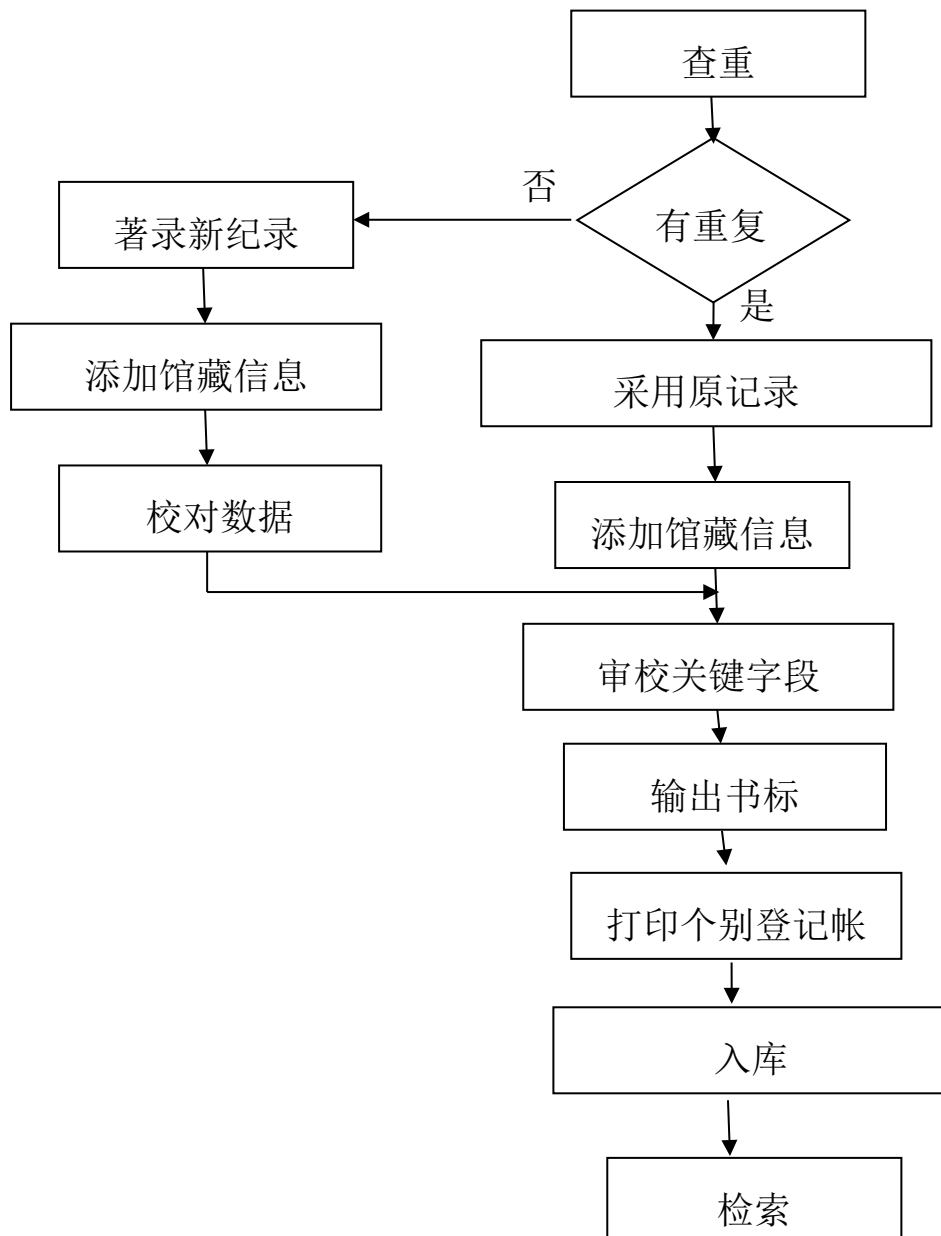 查重
否
有重复
著录新纪录
是
添加馆藏信息
采用原记录
校对数据
添加馆藏信息
审校关键字段
输出书标
打印个别登记帐
入库
检索